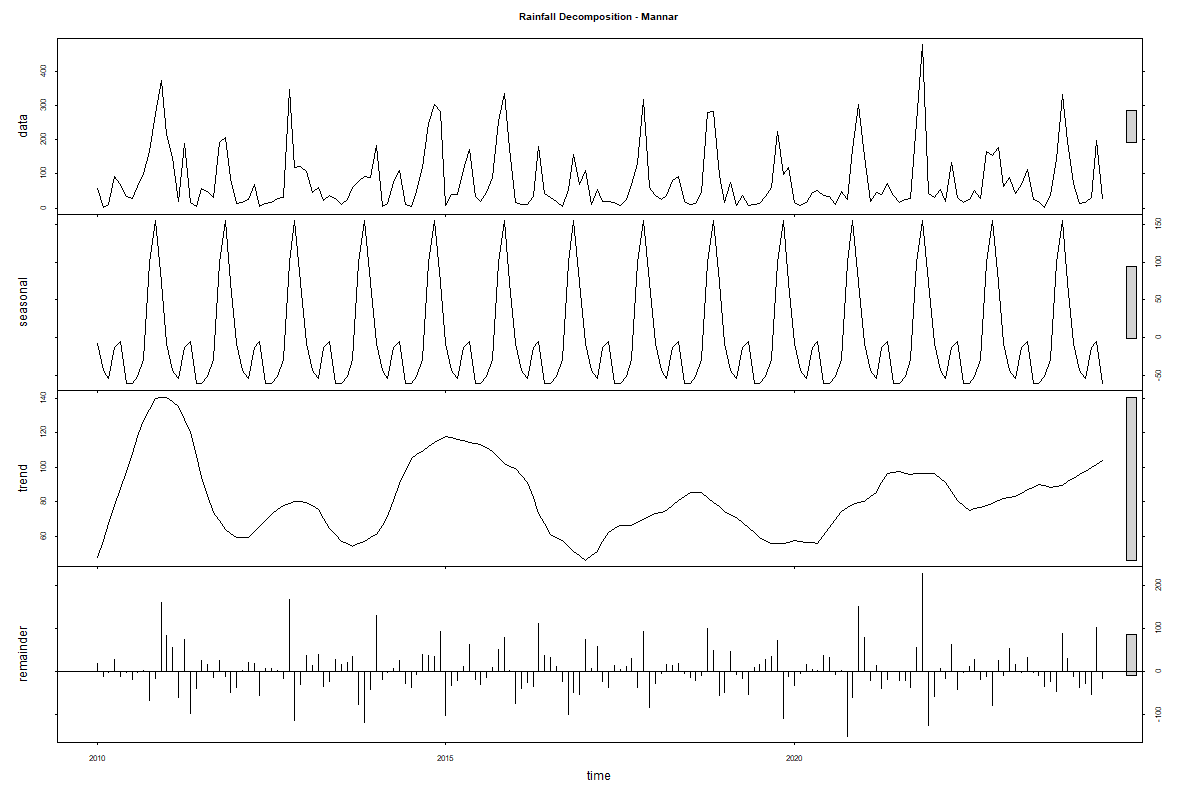 Rainfall Decomposition - Mannar
data
0 100 200 300 400
seasonal
-50 0 50 100 150
trend
60 80 100 120 140
remainder
-100 0 100 200
2010 2015 2020
time